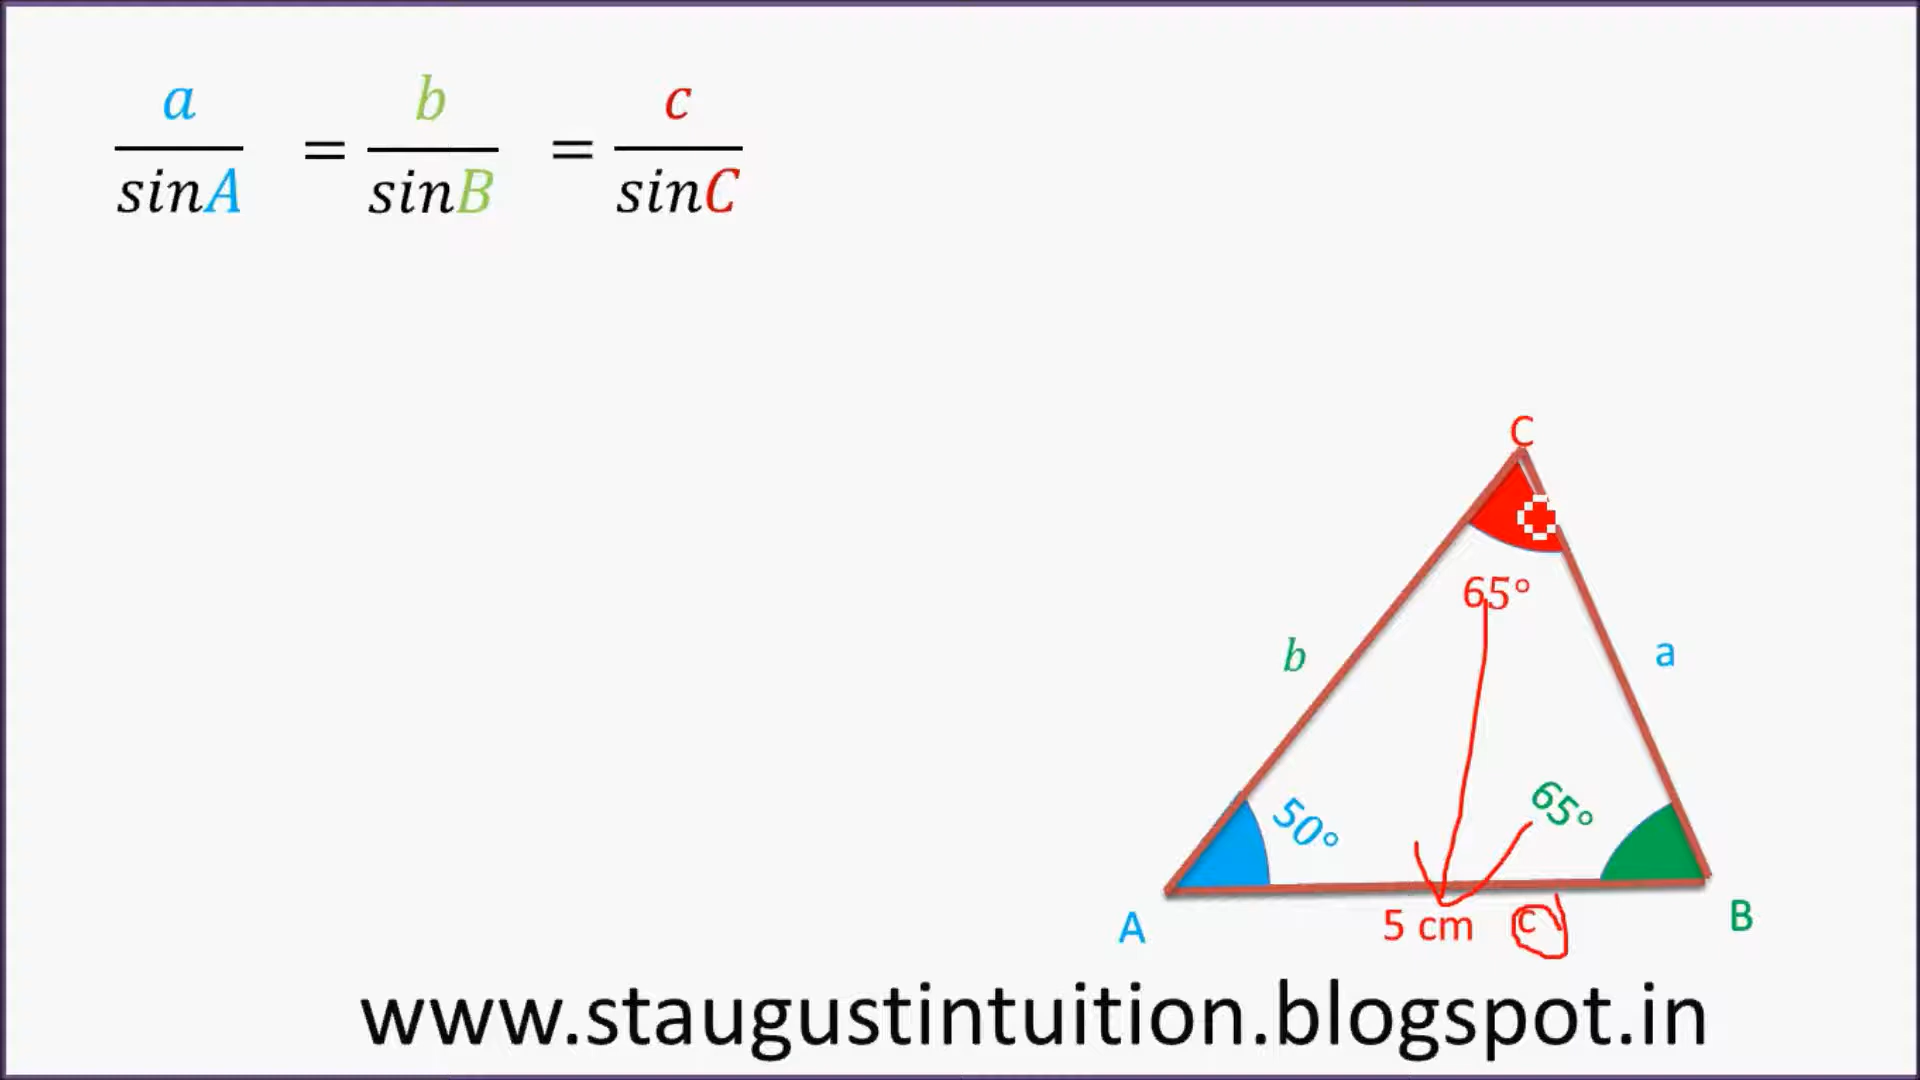 a/sinA = b/sinB = c/sinC
C
65°
b
a
50°
65°
A
5 cm c
B
www.staugustintuition.blogspot.in